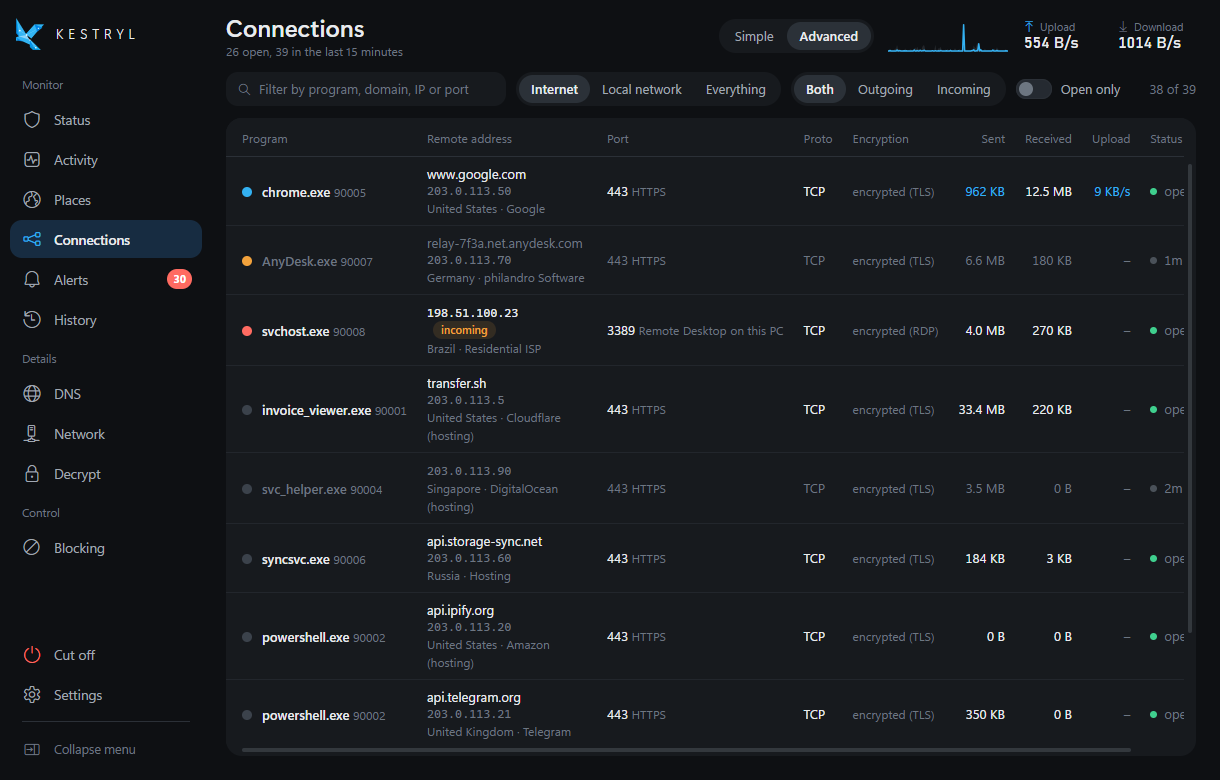 KESTRYL
Monitor
Status
Activity
Places
Connections
Alerts 30
History
Details
DNS
Network
Decrypt
Control
Blocking
Cut off
Settings
Collapse menu
Connections
26 open, 39 in the last 15 minutes
Simple Advanced
Upload
554 B/s
Download
1014 B/s
Filter by program, domain, IP or port
Internet Local network Everything
Both Outgoing Incoming
Open only
38 of 39
Program Remote address Port Proto Encryption Sent Received Upload Status
www.google.com
chrome.exe 90005 203.0.113.50 443 HTTPS TCP encrypted (TLS) 962 KB 12.5 MB 9 KB/s ope
United States · Google
relay-7f3a.net.anydesk.com
AnyDesk.exe 90007 203.0.113.70 443 HTTPS TCP encrypted (TLS) 6.6 MB 180 KB – 1m
Germany · philandro Software
198.51.100.23
svchost.exe 90008 incoming 3389 Remote Desktop on this PC TCP encrypted (RDP) 4.0 MB 270 KB – ope
Brazil · Residential ISP
transfer.sh
203.0.113.5
invoice_viewer.exe 90001 443 HTTPS TCP encrypted (TLS) 33.4 MB 220 KB – ope
United States · Cloudflare
(hosting)
203.0.113.90
svc_helper.exe 90004 Singapore · DigitalOcean 443 HTTPS TCP encrypted (TLS) 3.5 MB 0 B – 2m
(hosting)
api.storage-sync.net
syncsvc.exe 90006 203.0.113.60 443 HTTPS TCP encrypted (TLS) 184 KB 3 KB – ope
Russia · Hosting
api.ipify.org
203.0.113.20
powershell.exe 90002 443 HTTPS TCP encrypted (TLS) 0 B 0 B – ope
United States · Amazon
(hosting)
api.telegram.org
powershell.exe 90002 203.0.113.21 443 HTTPS TCP encrypted (TLS) 350 KB 0 B – ope
United Kingdom · Telegram